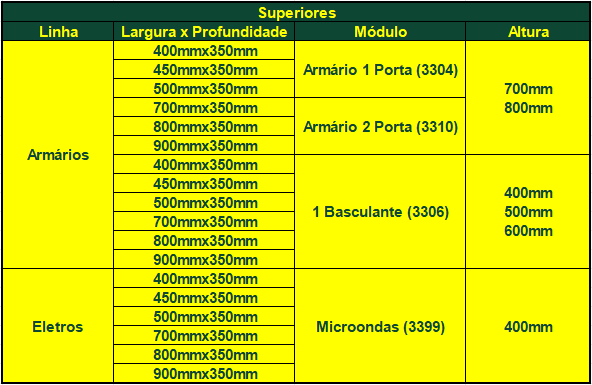 Superiores
Linha Largura x Profundidade Módulo Altura
400mmx350mm
450mmx350mm Armário 1 Porta (3304)
500mmx350mm 700mm
700mmx350mm 800mm
800mmx350mm Armário 2 Porta (3310)
900mmx350mm
Armários
400mmx350mm
450mmx350mm 400mm
500mmx350mm 1 Basculante (3306) 500mm
700mmx350mm 600mm
800mmx350mm
900mmx350mm
400mmx350mm
450mmx350mm
500mmx350mm
Eletros Microondas (3399) 400mm
700mmx350mm
800mmx350mm
900mmx350mm